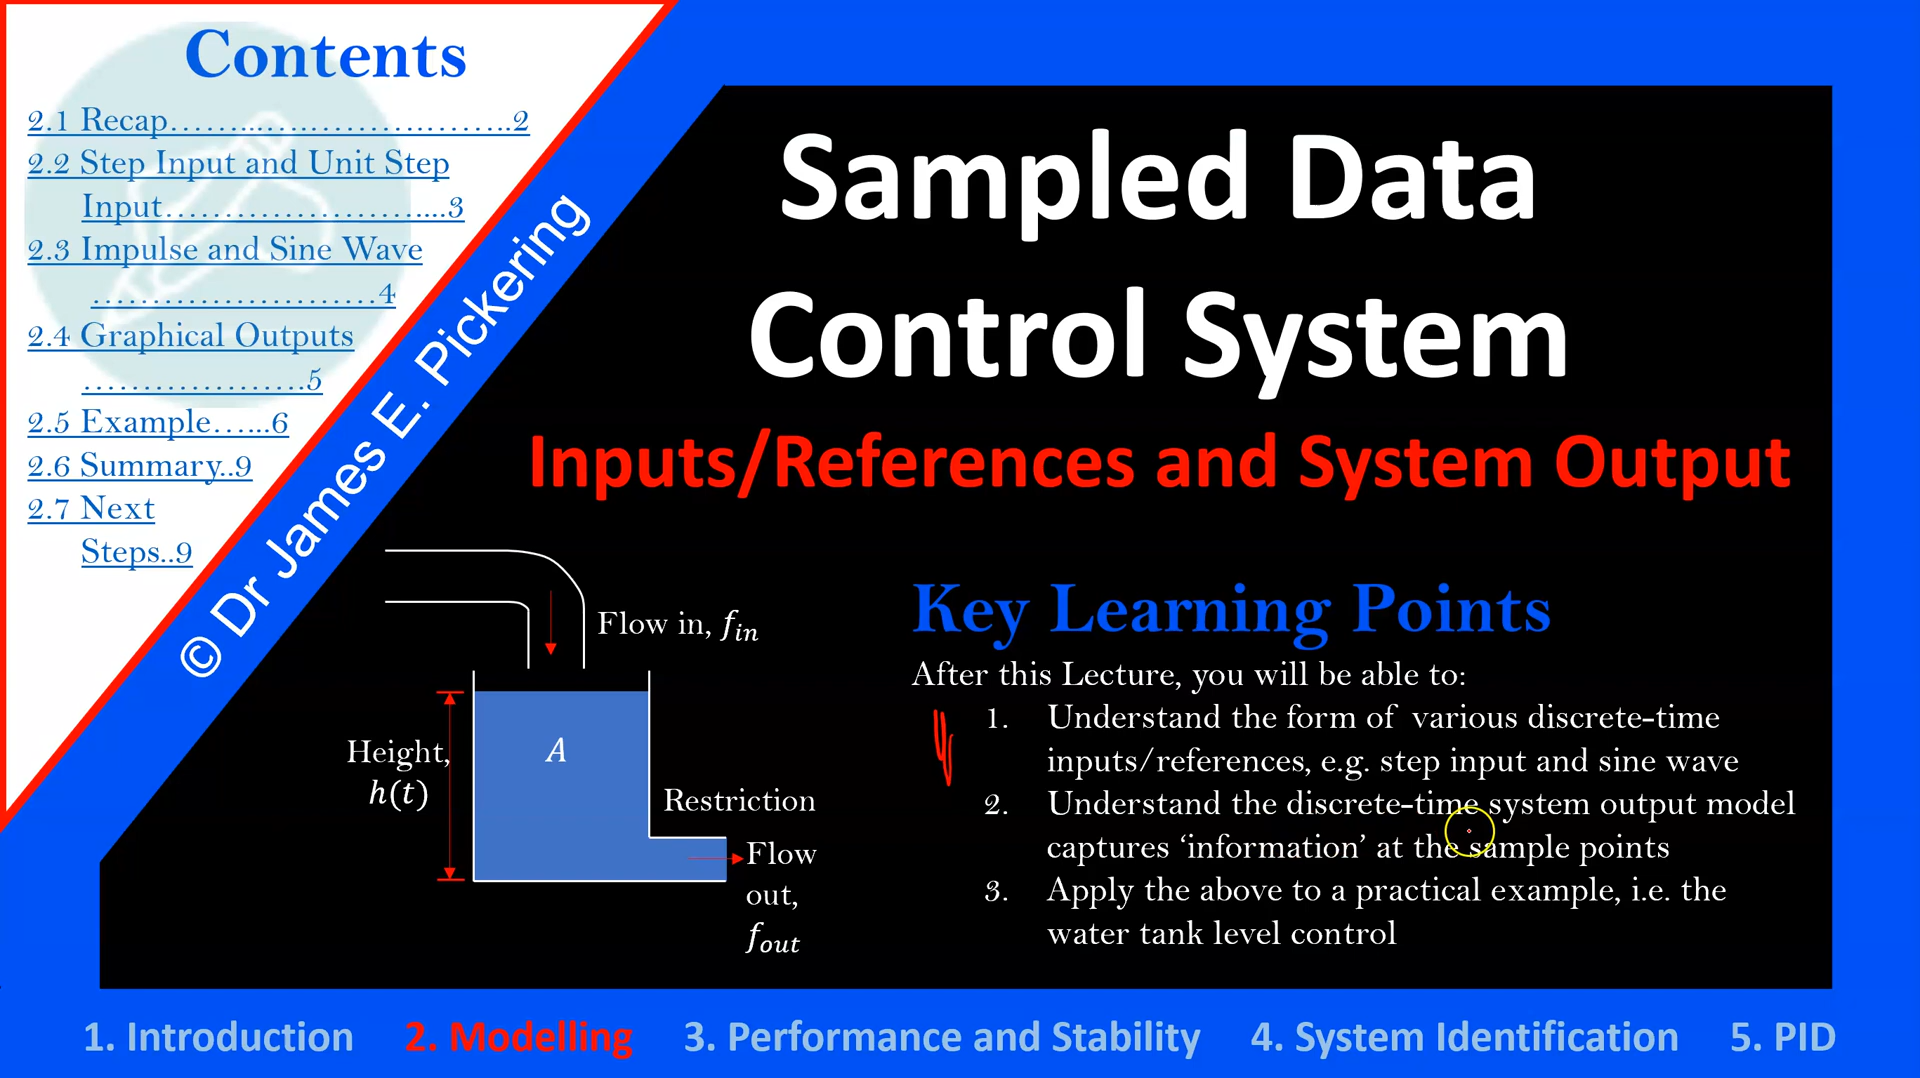 Contents
2.1 Recap……...….……….……..2
2.2 Step Input and Unit Step
Input…………………....3
2.3 Impulse and Sine Wave
……………………4
2.4 Graphical Outputs
……………….5
2.5 Example…...6
2.6 Summary..9
2.7 Next
Steps..9
© Dr James E. Pickering
Sampled Data
Control System
Inputs/References and System Output
Flow in, f_in
Height,
h(t)
A
Restriction
Flow
out,
f_out
Key Learning Points
After this Lecture, you will be able to:
1. Understand the form of various discrete-time
inputs/references, e.g. step input and sine wave
2. Understand the discrete-time system output model
captures ‘information’ at the sample points
3. Apply the above to a practical example, i.e. the
water tank level control
1. Introduction 2. Modelling 3. Performance and Stability 4. System Identification 5. PID